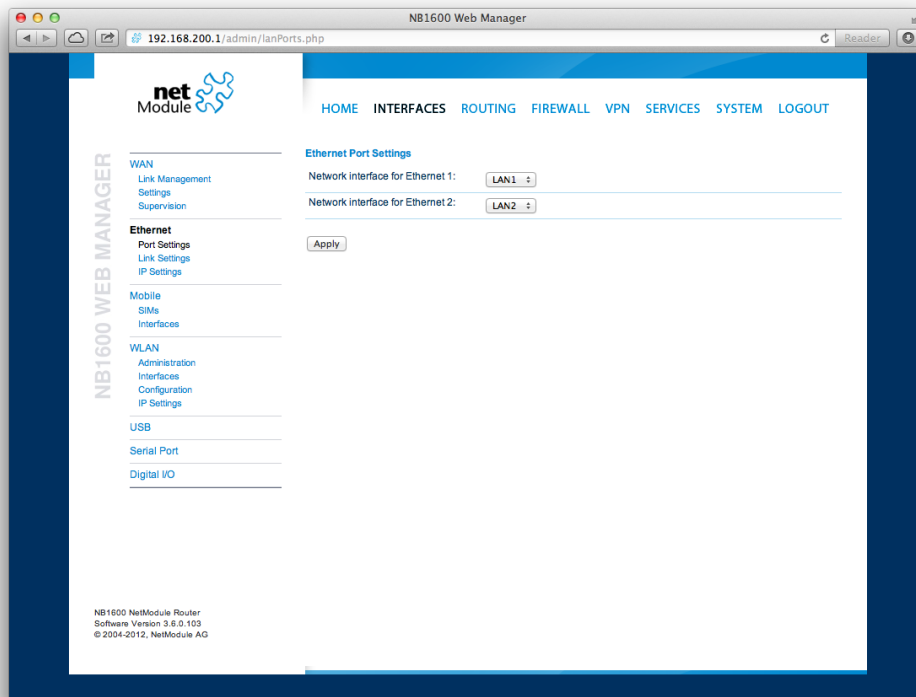 NB1600 Web Manager
192.168.200.1/admin/lanPorts.php
Reader
net
Module
HOME INTERFACES ROUTING FIREWALL VPN SERVICES SYSTEM LOGOUT
NB1600 WEB MANAGER
WAN
Link Management
Settings
Supervision
Ethernet
Port Settings
Link Settings
IP Settings
Mobile
SIMs
Interfaces
WLAN
Administration
Interfaces
Configuration
IP Settings
USB
Serial Port
Digital I/O
Ethernet Port Settings
Network interface for Ethernet 1: LAN1
Network interface for Ethernet 2: LAN2
Apply
NB1600 NetModule Router
Software Version 3.6.0.103
© 2004-2012, NetModule AG